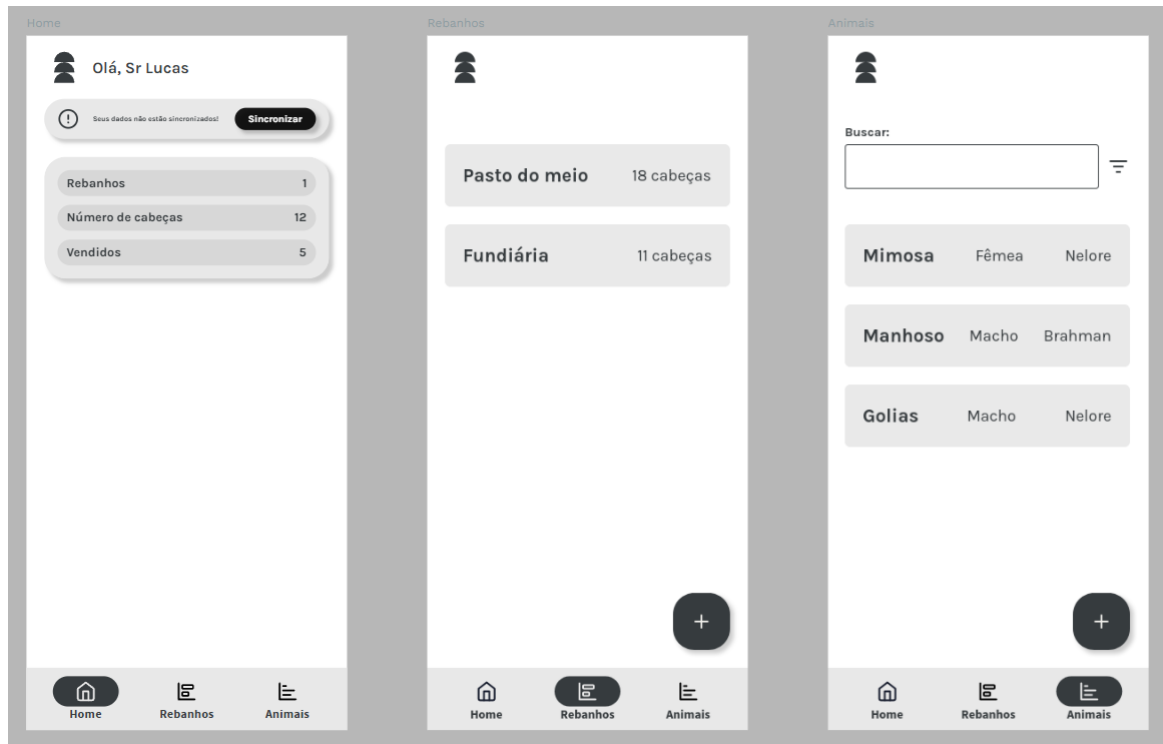 Home
Olá, Sr Lucas
Seus dados não estão sincronizados!
Sincronizar
Rebanhos 1
Número de cabeças 12
Vendidos 5
Home Rebanhos Animais
Rebanhos
Pasto do meio 18 cabeças
Fundiária 11 cabeças
+
Home Rebanhos Animais
Animais
Buscar:
Mimosa Fêmea Nelore
Manhoso Macho Brahman
Golias Macho Nelore
+
Home Rebanhos Animais